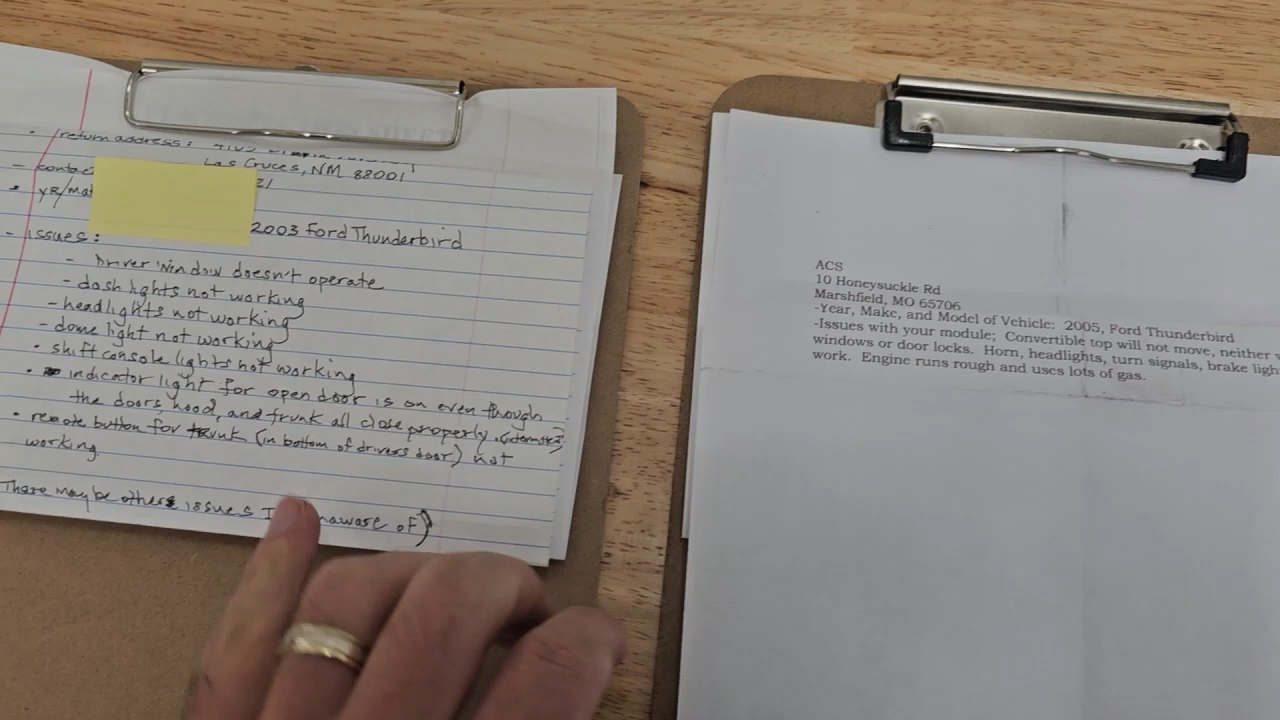 return address:
Las Cruces, NM 88001
21
2003 Ford Thunderbird
- issues:
- Driver Window doesn't operate
- dash lights not working
- headlights not working
- dome light not working
• shift console lights not working
• indicator light for open door is on even though
the doors, hood, and trunk all close properly.
• remote button for trunk (in bottom of drivers door) not
working
There may be other issues I
of)
ACS
10 Honeysuckle Rd
Marshfield, MO 65706
-Year, Make, and Model of Vehicle: 2005, Ford Thunderbird
-Issues with your module; Convertible top will not move, neither
windows or door locks. Horn, headlights, turn signals, brake
work. Engine runs rough and uses lots of gas.